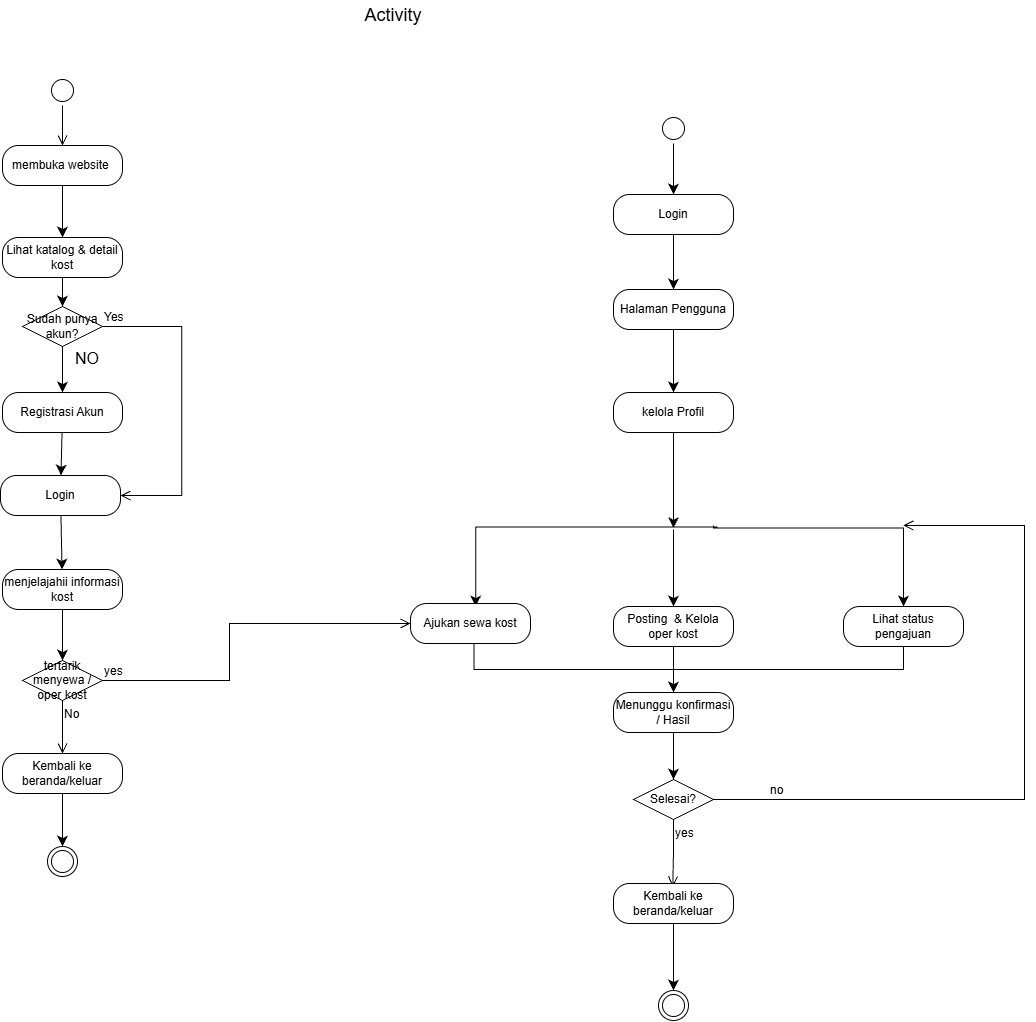 Activity
membuka website
Lihat katalog & detail
kost
Sudah punya
akun?
Yes
NO
Registrasi Akun
Login
menjelajahii informasi
kost
tertarik
menyewa /
oper kost
yes
No
Kembali ke
beranda/keluar
Login
Halaman Pengguna
kelola Profil
Ajukan sewa kost
Posting & Kelola
oper kost
Lihat status
pengajuan
Menunggu konfirmasi
/ Hasil
Selesai?
no
yes
Kembali ke
beranda/keluar